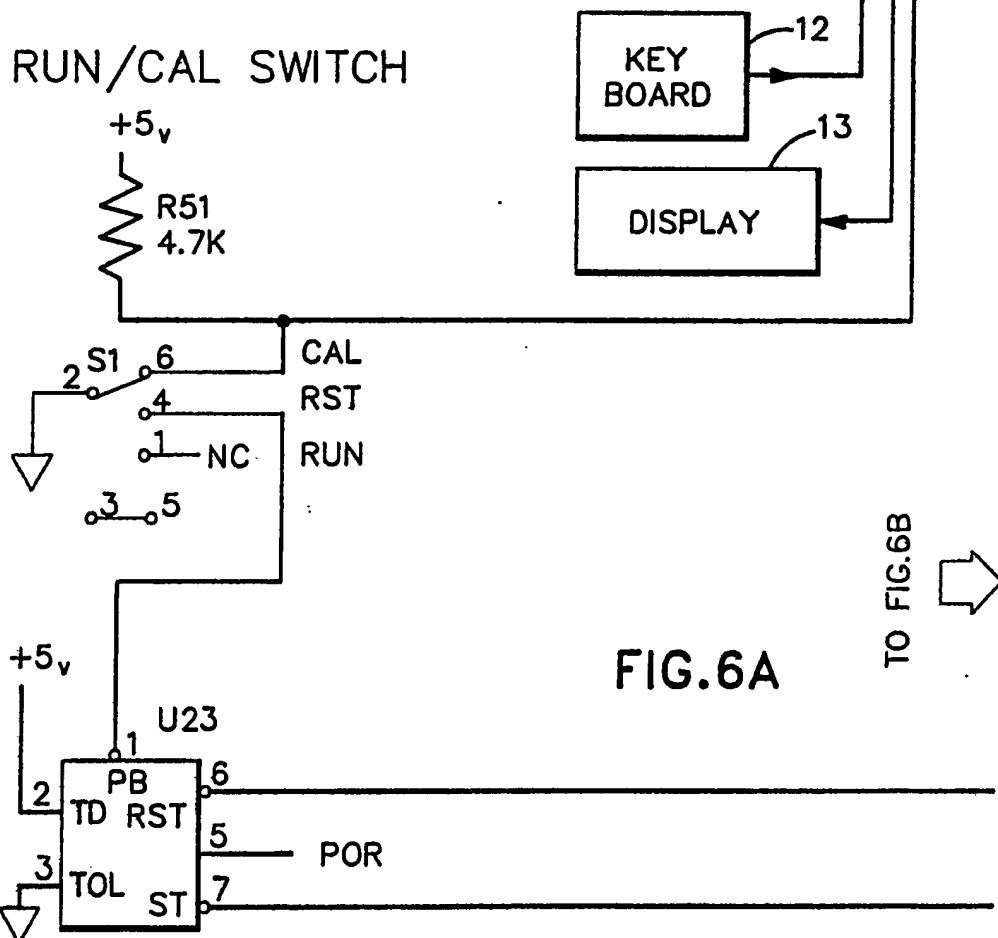 RUN/CAL SWITCH
+5v
R51
4.7K
12
KEY
BOARD
13
DISPLAY
S1
2
6
CAL
4
RST
1
NC
RUN
3
5
TO FIG.6B
FIG.6A
+5v
U23
1
PB
2
TD
RST
6
5
POR
3
TOL
ST
7